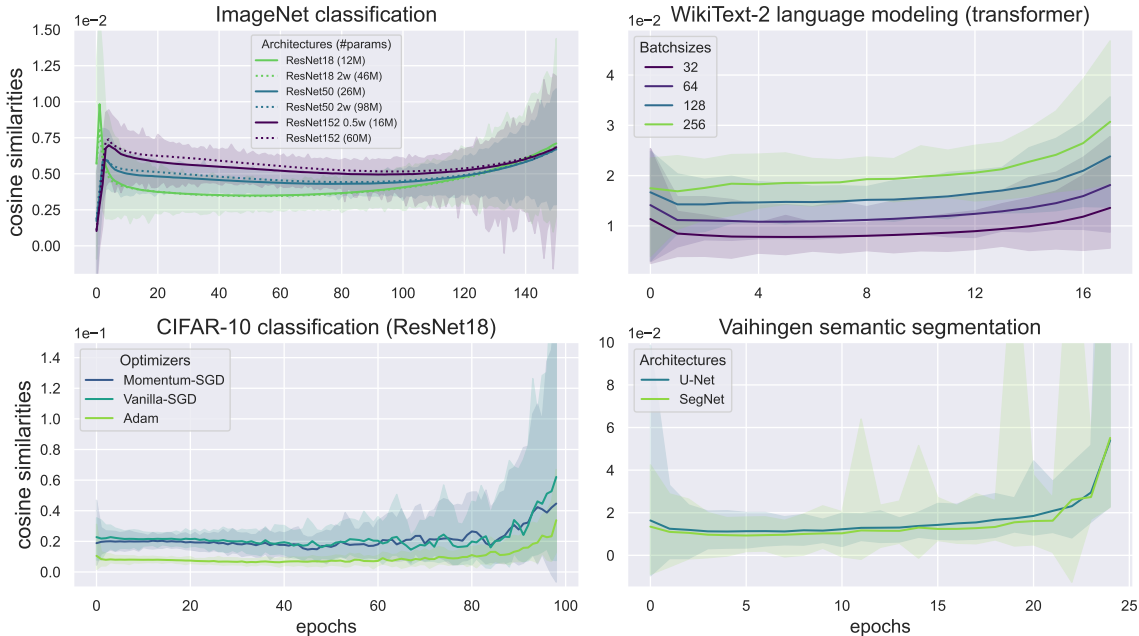 ImageNet classification
1e−2
cosine similarities
1.50
1.25
1.00
0.75
0.50
0.25
0.00
Architectures (#params)
ResNet18 (12M)
ResNet18 2w (46M)
ResNet50 (26M)
ResNet50 2w (98M)
ResNet152 0.5w (16M)
ResNet152 (60M)
0 20 40 60 80 100 120 140
WikiText-2 language modeling (transformer)
1e−2
4
3
2
1
Batchsizes
32
64
128
256
0 4 8 12 16
CIFAR-10 classification (ResNet18)
1e−1
cosine similarities
1.4
1.2
1.0
0.8
0.6
0.4
0.2
0.0
Optimizers
Momentum-SGD
Vanilla-SGD
Adam
0 20 40 60 80 100
epochs
Vaihingen semantic segmentation
1e−2
10
8
6
4
2
0
Architectures
U-Net
SegNet
0 5 10 15 20 25
epochs